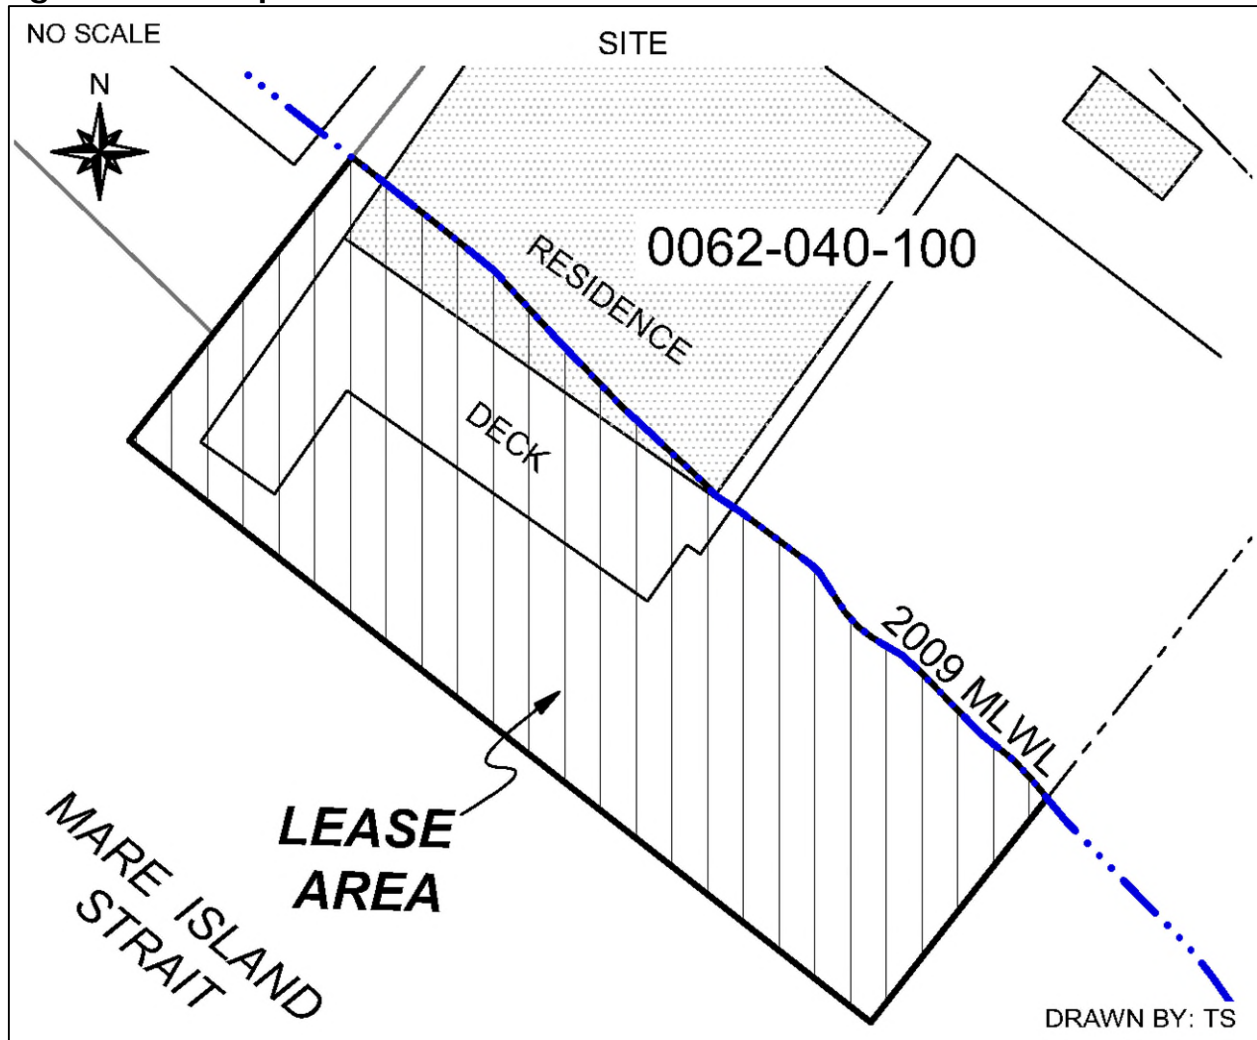 NO SCALE
SITE
N
0062-040-100
RESIDENCE
DECK
2009 MLWL
LEASE
AREA
MARE ISLAND
STRAIT
DRAWN BY: TS